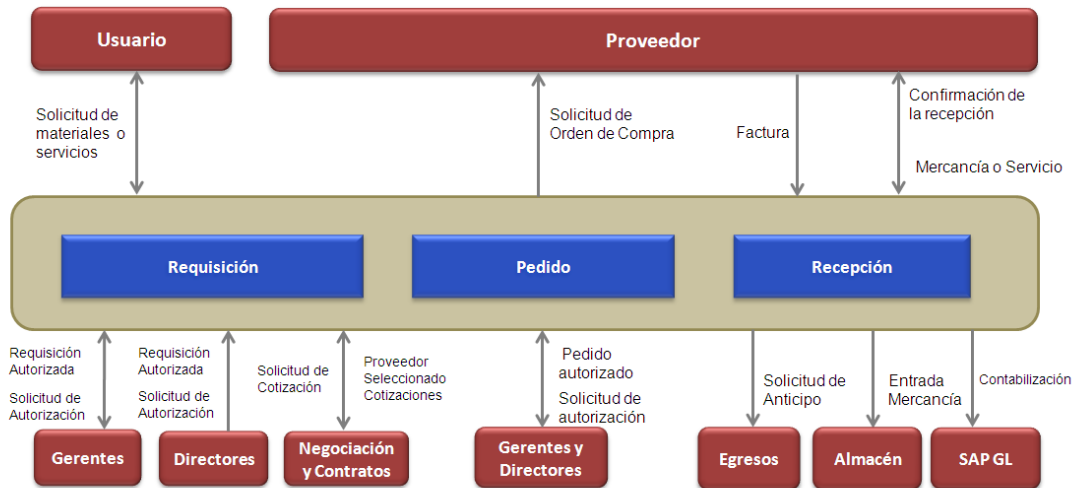 Usuario
Proveedor
Solicitud de
materiales o
servicios
Solicitud de
Orden de Compra
Factura
Confirmación de
la recepción
Mercancía o Servicio
Requisición
Pedido
Recepción
Requisición
Autorizada
Solicitud de
Autorización
Requisición
Autorizada
Solicitud de
Autorización
Solicitud de
Cotización
Proveedor
Seleccionado
Cotizaciones
Pedido
autorizado
Solicitud de
autorización
Solicitud de
Anticipo
Entrada
Mercancía
Contabilización
Gerentes
Directores
Negociación
y Contratos
Gerentes y
Directores
Egresos
Almacén
SAP GL